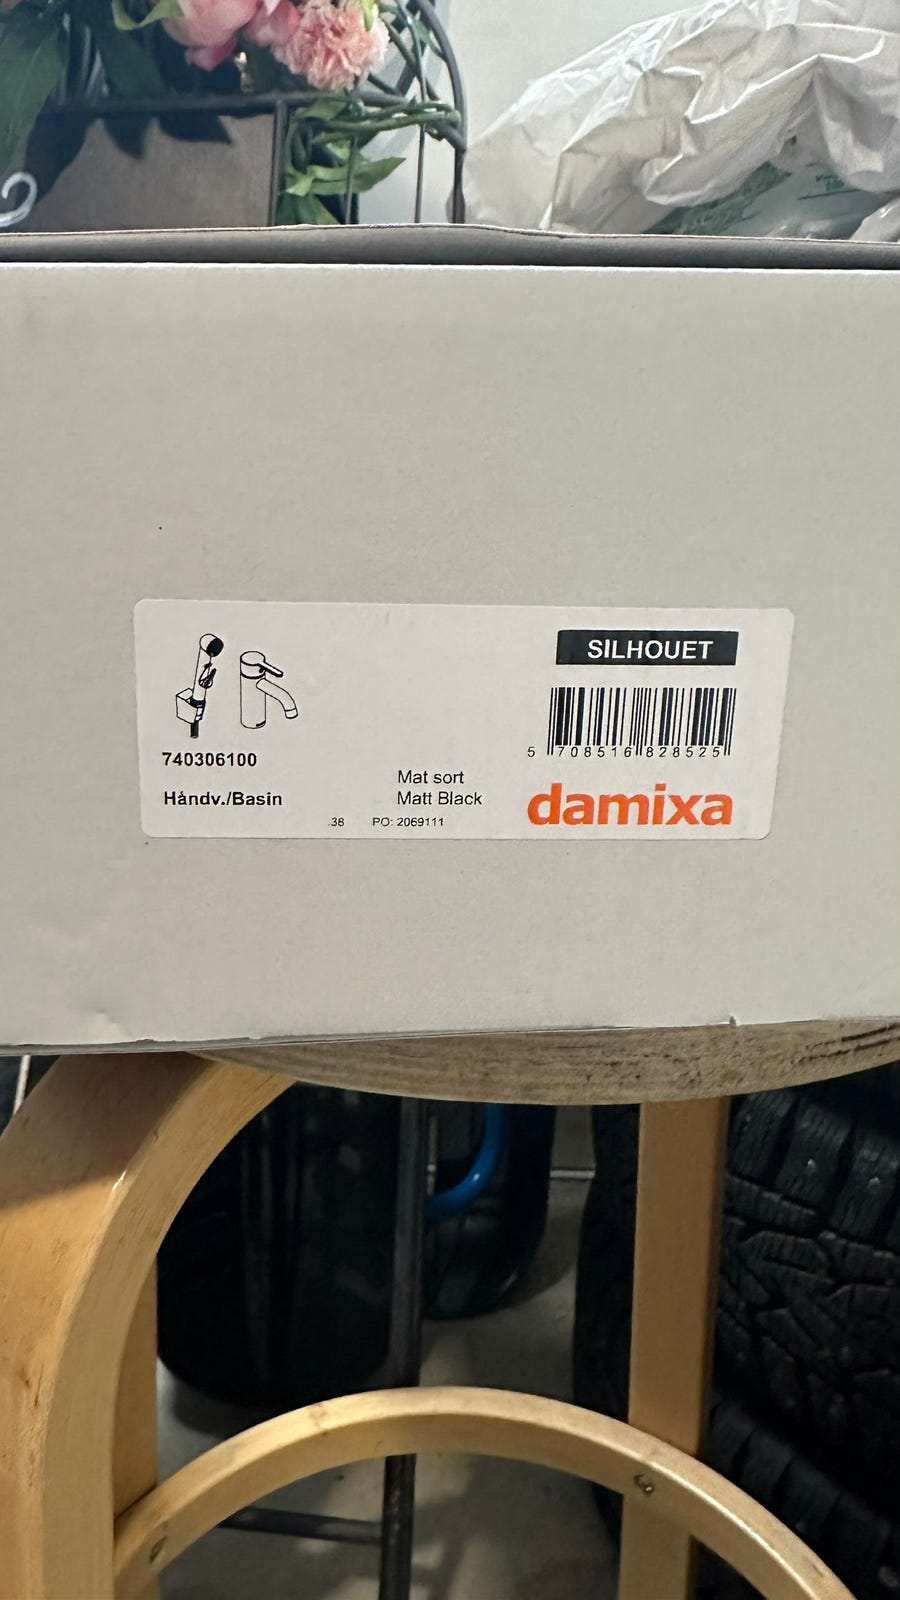 SILHOUET
5 708516 828525
740306100
Mat sort
Håndv./Basin
Matt Black
damixa
38 PO: 2069111